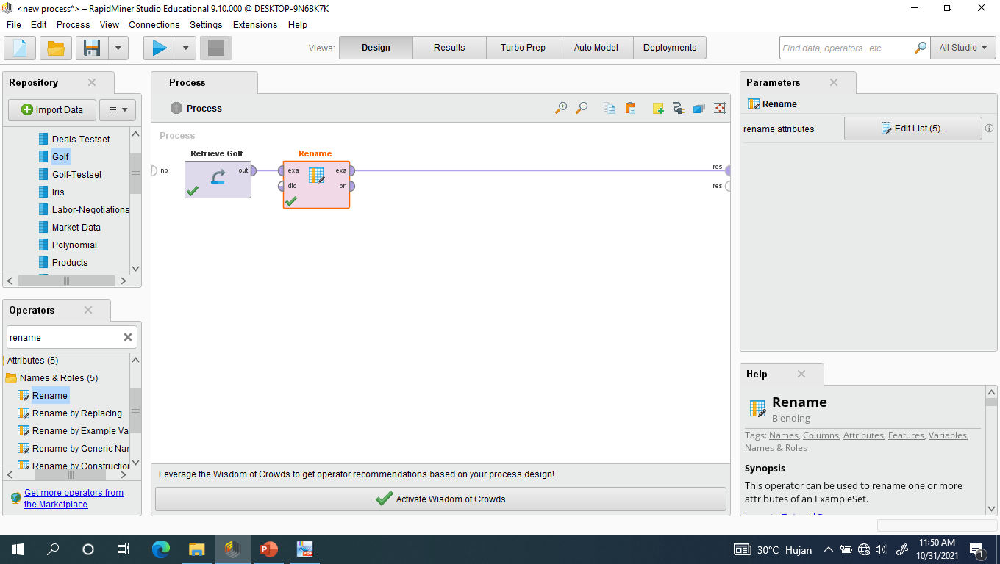 <new process*> – RapidMiner Studio Educational 9.10.000 @ DESKTOP-9N6BK7K
File Edit Process View Connections Settings Extensions Help
Views: Design Results Turbo Prep Auto Model Deployments
Find data, operators...etc
All Studio
Repository
Import Data
Deals-Testset
Golf
Golf-Testset
Iris
Labor-Negotiations
Market-Data
Polynomial
Products
Operators
rename
Attributes (5)
Names & Roles (5)
Rename
Rename by Replacing
Rename by Example Va
Rename by Generic Nar
Rename by Construction
Get more operators from
the Marketplace
Process
Process
Process
inp
Retrieve Golf
out
Rename
exa exa
dic ori
res
res
Leverage the Wisdom of Crowds to get operator recommendations based on your process design!
Activate Wisdom of Crowds
Parameters
Rename
rename attributes
Edit List (5)...
Help
Rename
Blending
Tags: Names, Columns, Attributes, Features, Variables,
Names & Roles
Synopsis
This operator can be used to rename one or more
attributes of an ExampleSet.
30°C Hujan
11:50 AM
10/31/2021
1